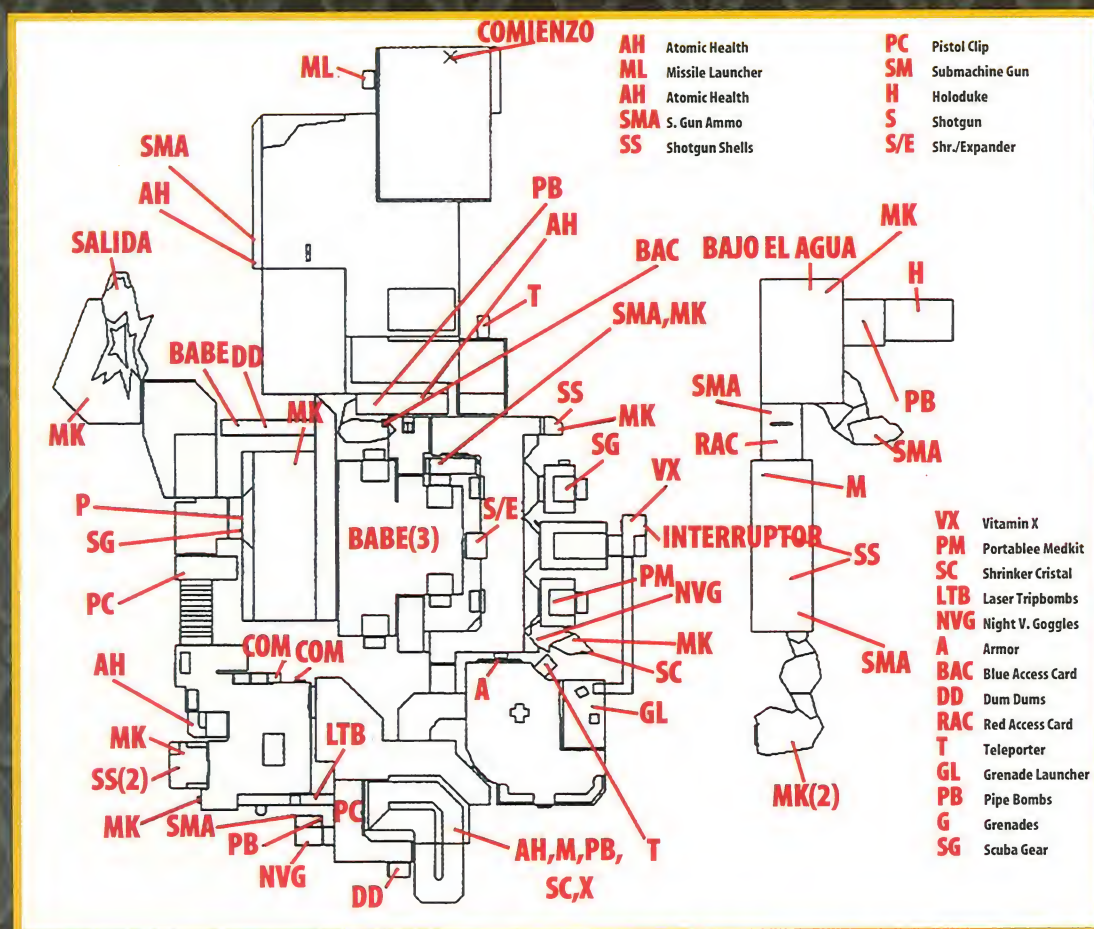 COMIENZO
ML
AH Atomic Health
ML Missile Launcher
AH Atomic Health
SMA S. Gun Ammo
SS Shotgun Shells
PC Pistol Clip
SM Submachine Gun
H Holoduke
S Shotgun
S/E Shr./Expander
SMA
AH
PB
AH
SALIDA
BAC
BAJO EL AGUA
MK
H
T
SMA,MK
BABE DD
MK
MK
SS
MK
SG
SMA
PB
RAC
SMA
VX
M
P
SG
S/E
BABE(3)
INTERRUPTOR
SS
PC
PM
NVG
MK
SC
SMA
COM
COM
AH
A
GL
MK
LTB
SS(2)
MK
SMA
PC
PB
NVG
DD
AH,M,PB,
SC,X
T
MK(2)
VX Vitamin X
PM Portablee Medkit
SC Shrinker Cristal
LTB Laser Tripbombs
NVG Night V. Goggles
A Armor
BAC Blue Access Card
DD Dum Dums
RAC Red Access Card
T Teleporter
GL Grenade Launcher
PB Pipe Bombs
G Grenades
SG Scuba Gear